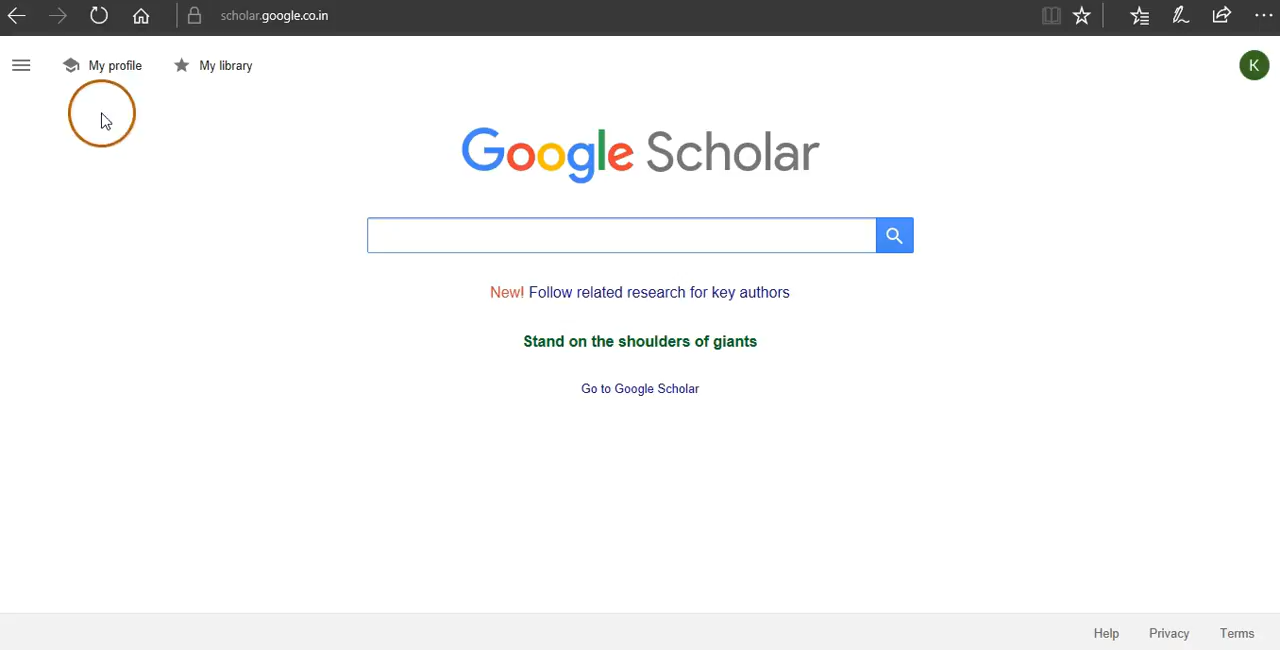 scholar.google.co.in
My profile
My library
K
Google Scholar
New! Follow related research for key authors
Stand on the shoulders of giants
Go to Google Scholar
Help
Privacy
Terms